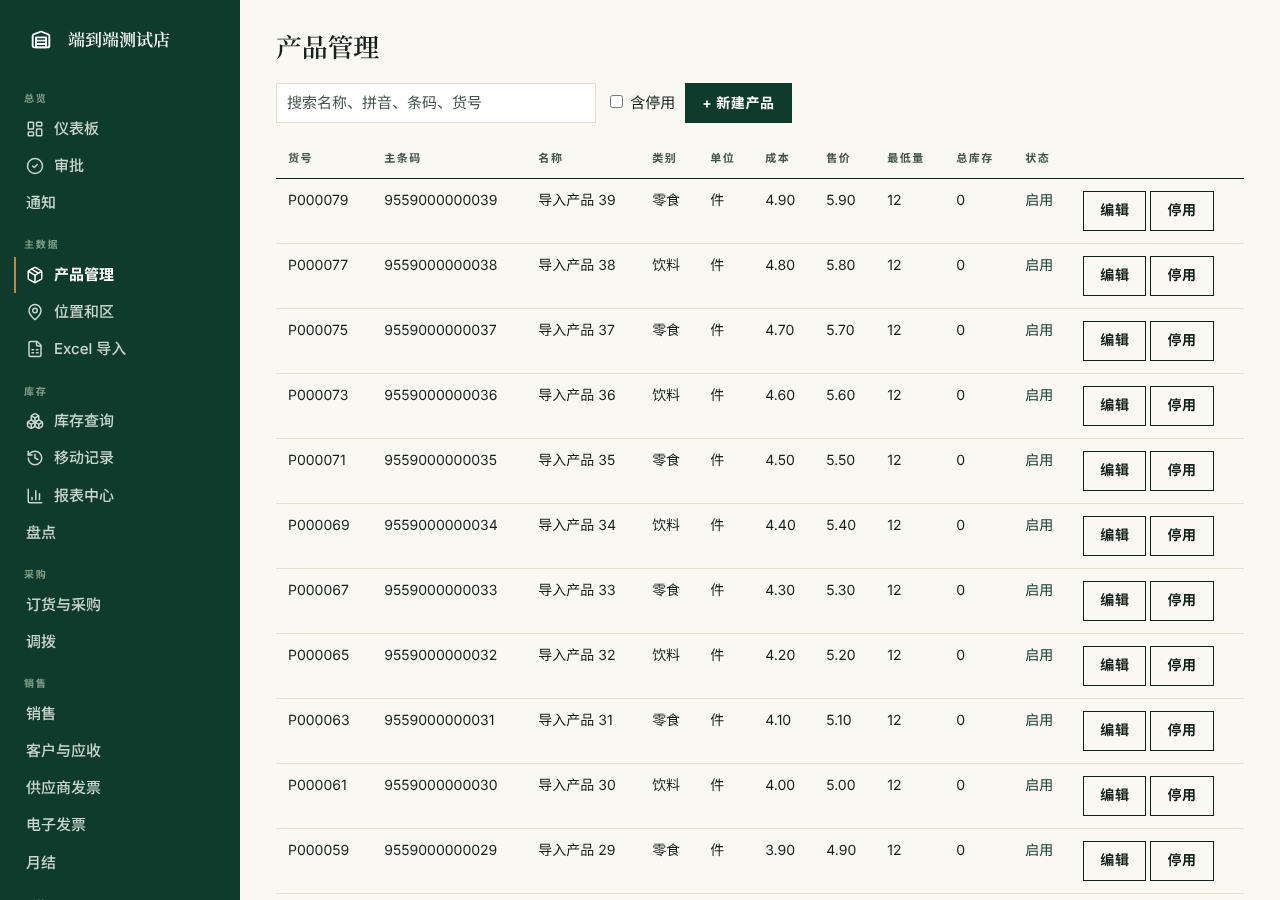 端到端测试店
总览
仪表板
审批
通知
主数据
产品管理
位置和区
Excel 导入
库存
库存查询
移动记录
报表中心
盘点
采购
订货与采购
调拨
销售
销售
客户与应收
供应商发票
电子发票
月结
产品管理
搜索名称、拼音、条码、货号 含停用 + 新建产品
货号 主条码 名称 类别 单位 成本 售价 最低量 总库存 状态
P000079 9559000000039 导入产品 39 零食 件 4.90 5.90 12 0 启用 编辑 停用
P000077 9559000000038 导入产品 38 饮料 件 4.80 5.80 12 0 启用 编辑 停用
P000075 9559000000037 导入产品 37 零食 件 4.70 5.70 12 0 启用 编辑 停用
P000073 9559000000036 导入产品 36 饮料 件 4.60 5.60 12 0 启用 编辑 停用
P000071 9559000000035 导入产品 35 零食 件 4.50 5.50 12 0 启用 编辑 停用
P000069 9559000000034 导入产品 34 饮料 件 4.40 5.40 12 0 启用 编辑 停用
P000067 9559000000033 导入产品 33 零食 件 4.30 5.30 12 0 启用 编辑 停用
P000065 9559000000032 导入产品 32 饮料 件 4.20 5.20 12 0 启用 编辑 停用
P000063 9559000000031 导入产品 31 零食 件 4.10 5.10 12 0 启用 编辑 停用
P000061 9559000000030 导入产品 30 饮料 件 4.00 5.00 12 0 启用 编辑 停用
P000059 9559000000029 导入产品 29 零食 件 3.90 4.90 12 0 启用 编辑 停用